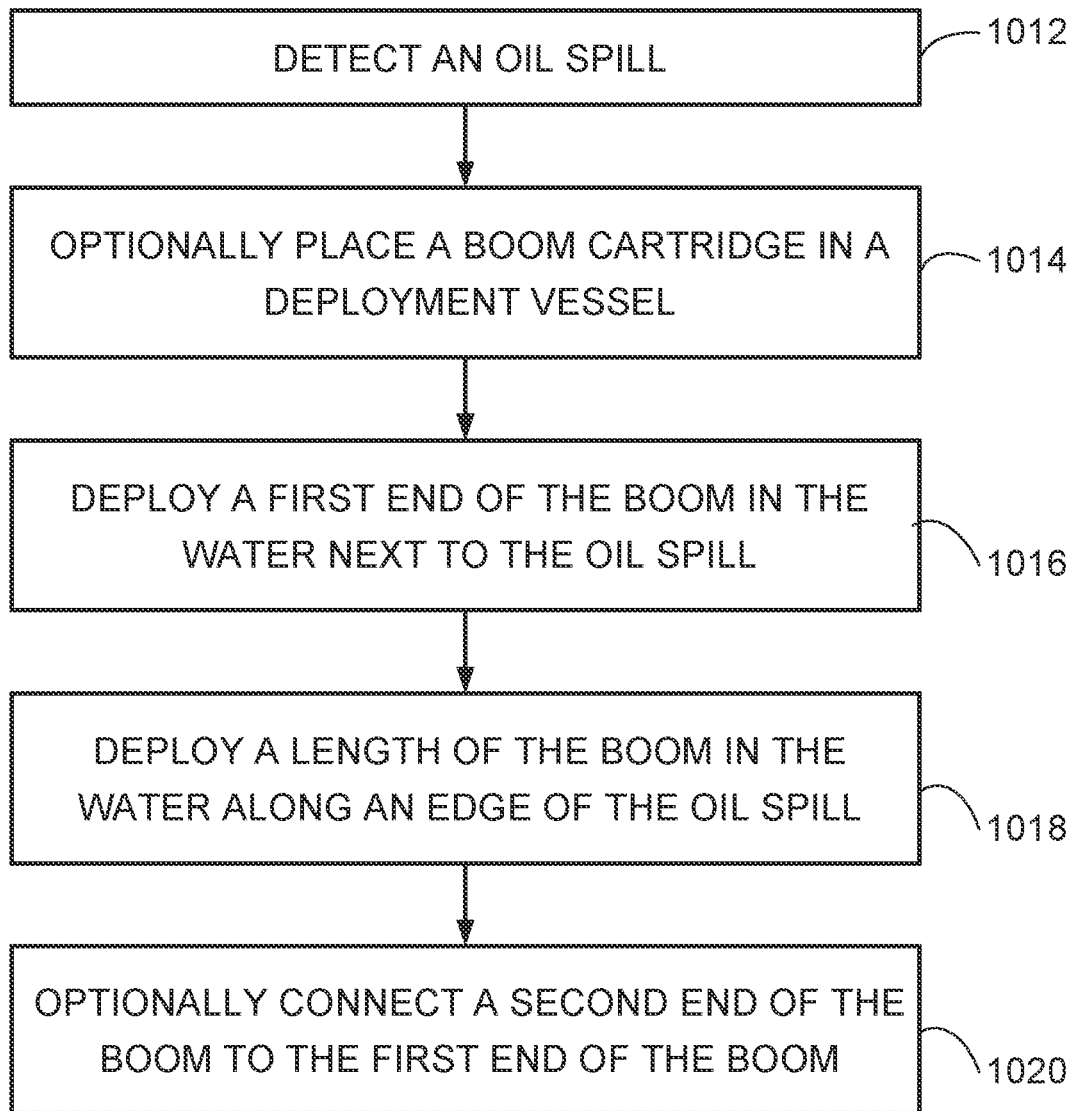 DETECT AN OIL SPILL
1012
OPTIONALLY PLACE A BOOM CARTRIDGE IN A
DEPLOYMENT VESSEL
1014
DEPLOY A FIRST END OF THE BOOM IN THE
WATER NEXT TO THE OIL SPILL
1016
DEPLOY A LENGTH OF THE BOOM IN THE
WATER ALONG AN EDGE OF THE OIL SPILL
1018
OPTIONALLY CONNECT A SECOND END OF THE
BOOM TO THE FIRST END OF THE BOOM
1020